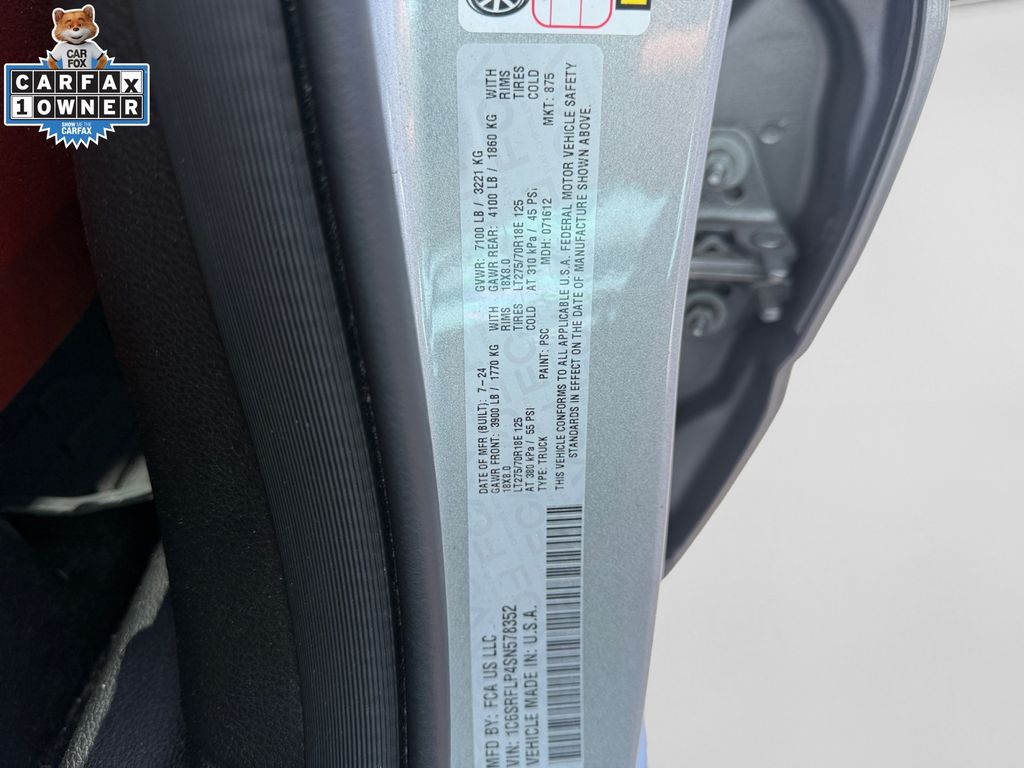 CAR
FOX
CARFAX
1 OWNER
SHOW ME THE
CARFAX
MFD BY: FCA US LLC
VIN: 1C6SRFLP4SN578352
VEHICLE MADE IN: U.S.A.
DATE OF MFR (BUILT): 7-24 GVWR: 7100 LB / 3221 KG
GAWR FRONT: 3900 LB / 1770 KG WITH GAWR REAR: 4100 LB / 1860 KG WITH
18X8.0 RIMS 18X8.0 RIMS
LT275/70R18E 125 TIRES LT275/70R18E 125 TIRES
AT 380 kPa / 55 PSI COLD AT 310 kPa / 45 PSI COLD
TYPE: TRUCK PAINT: PSC MDH: 071612 MKT: 875
THIS VEHICLE CONFORMS TO ALL APPLICABLE U.S.A. FEDERAL MOTOR VEHICLE SAFETY
STANDARDS IN EFFECT ON THE DATE OF MANUFACTURE SHOWN ABOVE.